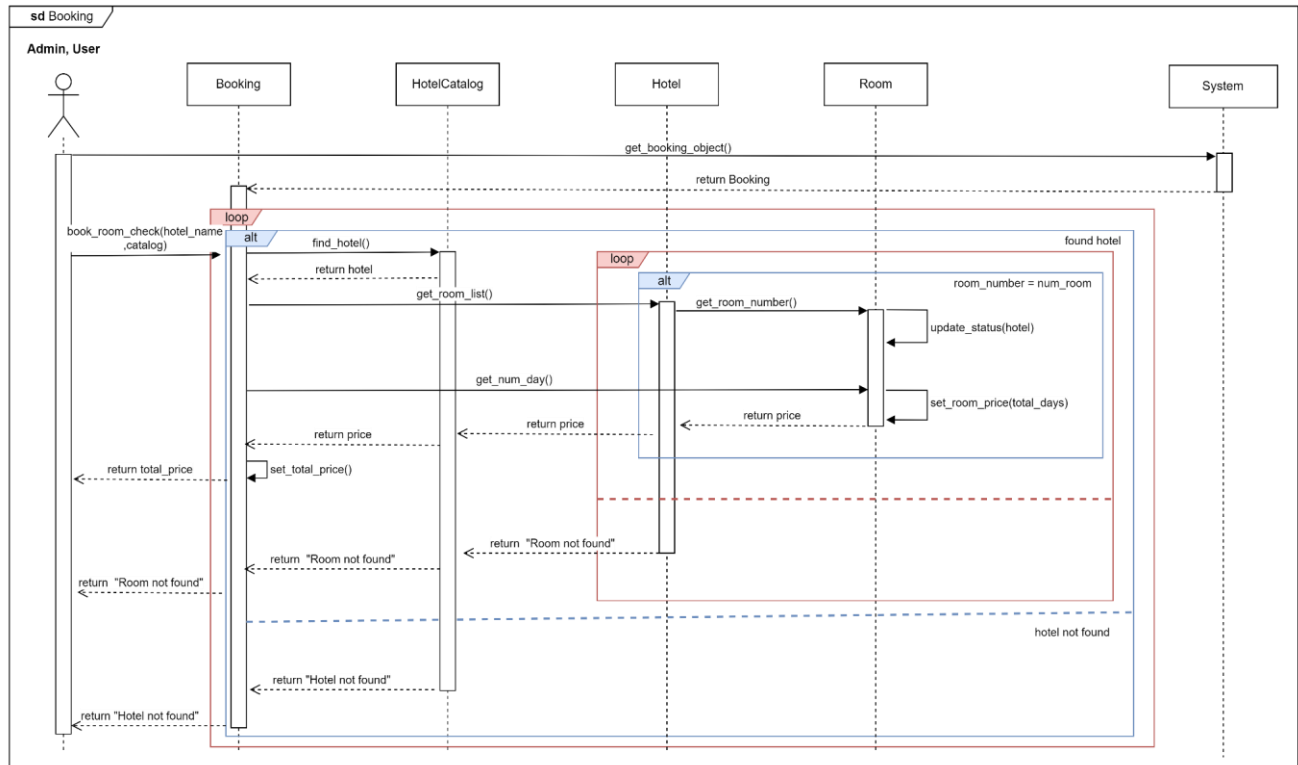 sd Booking
Admin, User
Booking
HotelCatalog
Hotel
Room
System
get_booking_object()
return Booking
loop
book_room_check(hotel_name
,catalog)
alt
find_hotel()
found hotel
loop
return hotel
alt
room_number = num_room
get_room_list()
get_room_number()
update_status(hotel)
get_num_day()
set_room_price(total_days)
return price
return price
return price
return total_price
set_total_price()
return "Room not found"
return "Room not found"
return "Room not found"
hotel not found
return "Hotel not found"
return "Hotel not found"